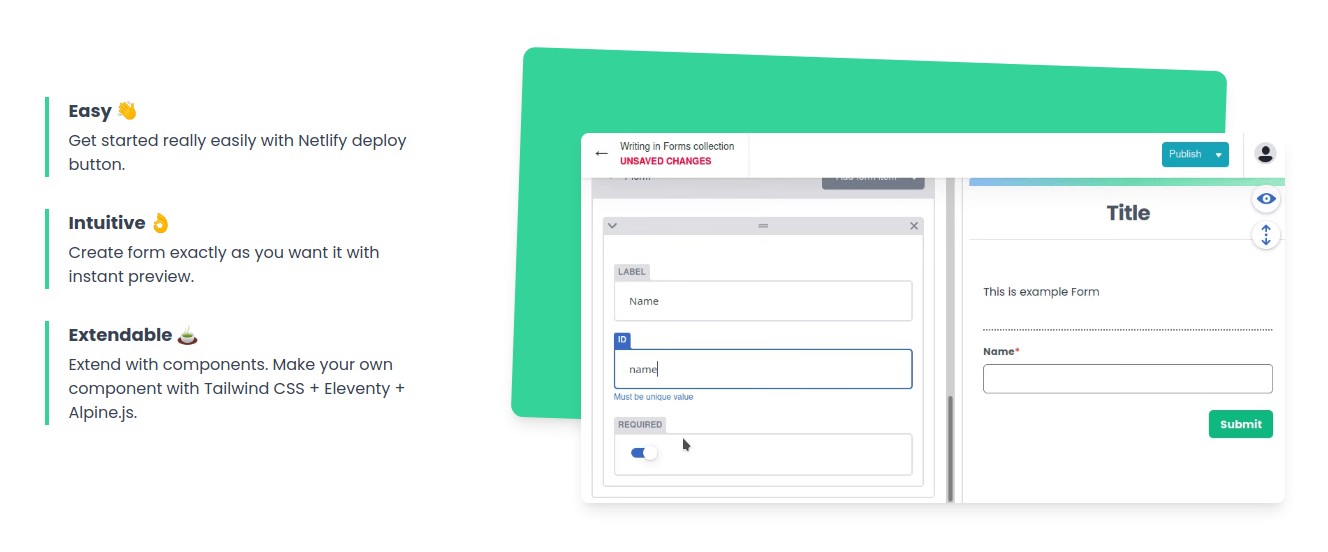 Easy 👋
Get started really easily with Netlify deploy
button.
Intuitive 👌
Create form exactly as you want it with
instant preview.
Extendable 🍵
Extend with components. Make your own
component with Tailwind CSS + Eleventy +
Alpine.js.
Writing in Forms collection
UNSAVED CHANGES
Publish
LABEL
Name
ID
name
Must be unique value
REQUIRED
Title
This is example Form
Name*
Submit